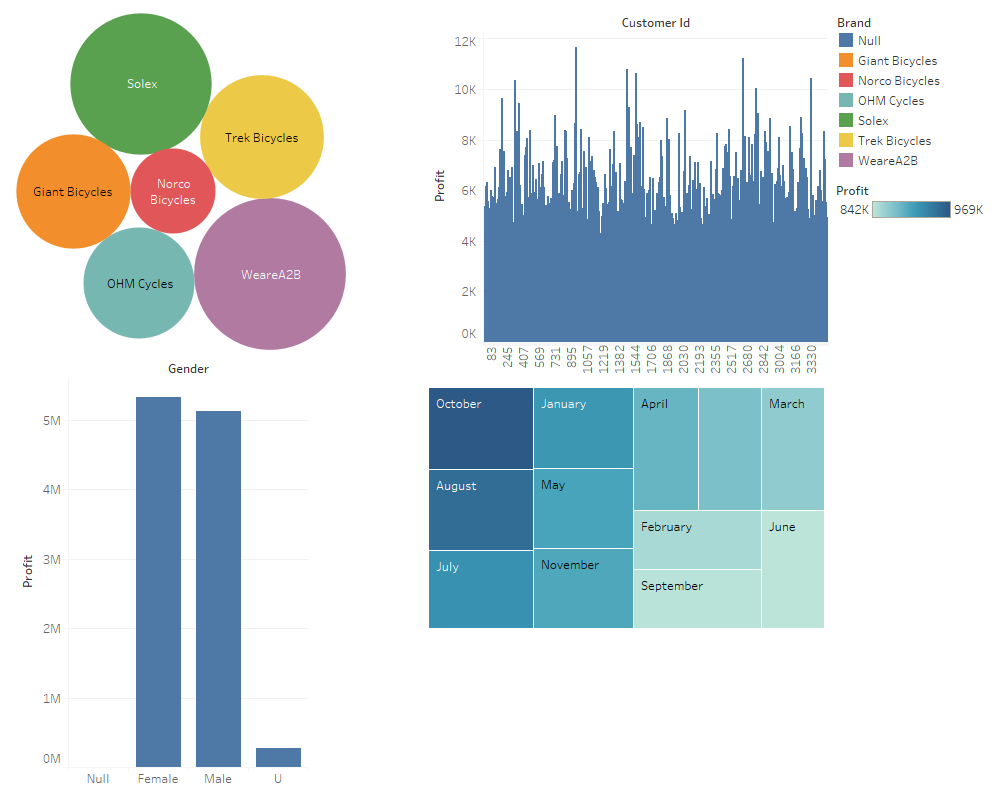 Solex
Trek Bicycles
Giant Bicycles
Norco
Bicycles
OHM Cycles
WeareA2B
Customer Id
Profit
12K
10K
8K
6K
4K
2K
0K
83
245
407
569
731
895
1057
1219
1382
1544
1706
1868
2030
2193
2355
2517
2680
2842
3004
3166
3330
Brand
Null
Giant Bicycles
Norco Bicycles
OHM Cycles
Solex
Trek Bicycles
WeareA2B
Profit
842K 969K
Gender
Profit
5M
4M
3M
2M
1M
0M
Null Female Male U
October
January
April
March
August
May
July
November
February
June
September